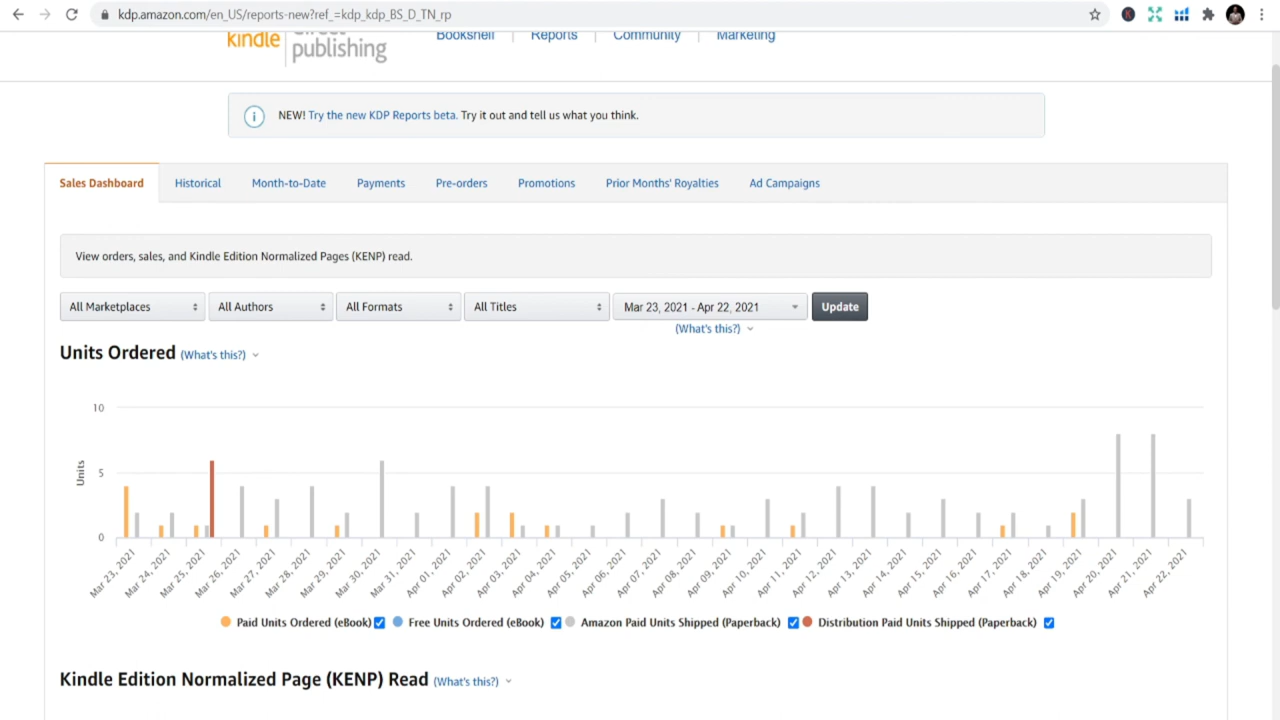 kdp.amazon.com/en_US/reports-new?ref_=kdp_kdp_BS_D_TN_rp
kindle direct publishing
Bookshelf | Reports | Community | Marketing
NEW! Try the new KDP Reports beta. Try it out and tell us what you think.
Sales Dashboard Historical Month-to-Date Payments Pre-orders Promotions Prior Months' Royalties Ad Campaigns
View orders, sales, and Kindle Edition Normalized Pages (KENP) read.
All Marketplaces All Authors All Formats All Titles Mar 23, 2021 - Apr 22, 2021 Update
(What's this?)
Units Ordered (What's this?)
10
5
0
Units
Mar 23, 2021 Mar 24, 2021 Mar 25, 2021 Mar 26, 2021 Mar 27, 2021 Mar 28, 2021 Mar 29, 2021 Mar 30, 2021 Mar 31, 2021 Apr 01, 2021 Apr 02, 2021 Apr 03, 2021 Apr 04, 2021 Apr 05, 2021 Apr 06, 2021 Apr 07, 2021 Apr 08, 2021 Apr 09, 2021 Apr 10, 2021 Apr 11, 2021 Apr 12, 2021 Apr 13, 2021 Apr 14, 2021 Apr 15, 2021 Apr 16, 2021 Apr 17, 2021 Apr 18, 2021 Apr 19, 2021 Apr 20, 2021 Apr 21, 2021 Apr 22, 2021
Paid Units Ordered (eBook) Free Units Ordered (eBook) Amazon Paid Units Shipped (Paperback) Distribution Paid Units Shipped (Paperback)
Kindle Edition Normalized Page (KENP) Read (What's this?)